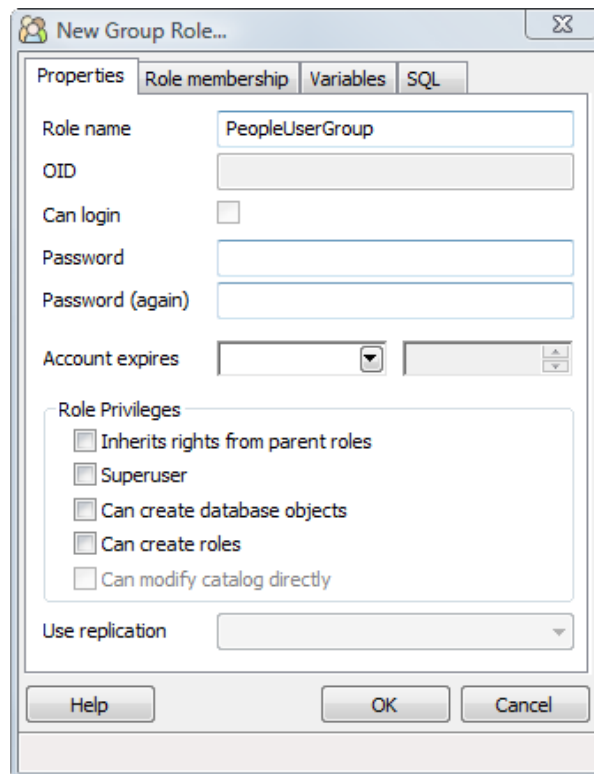 New Group Role...
Properties Role membership Variables SQL
Role name PeopleUserGroup
OID
Can login
Password
Password (again)
Account expires
Role Privileges
Inherits rights from parent roles
Superuser
Can create database objects
Can create roles
Can modify catalog directly
Use replication
Help OK Cancel